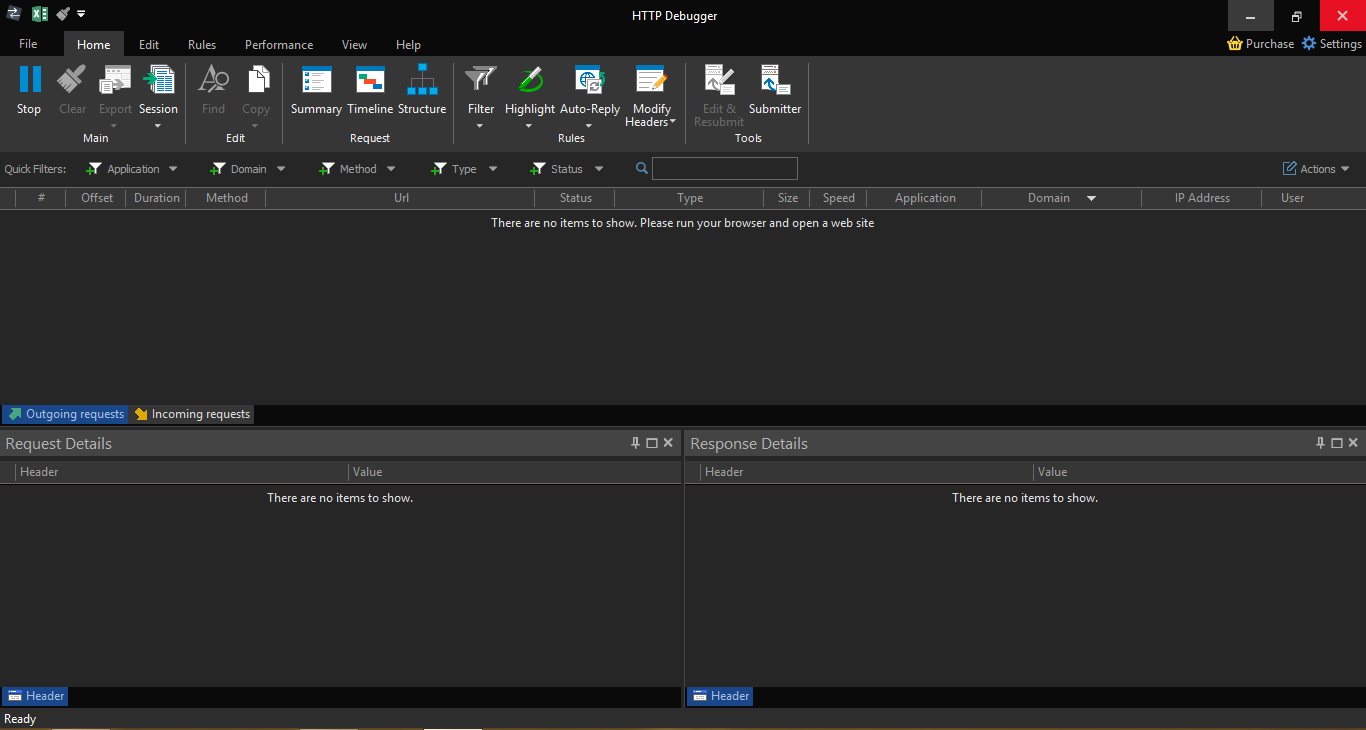 HTTP Debugger
File Home Edit Rules Performance View Help Purchase Settings
Stop Clear Export Session Find Copy Summary Timeline Structure Filter Highlight Auto-Reply Modify Headers Edit & Resubmit Submitter
Main Edit Request Rules Tools
Quick Filters: Application Domain Method Type Status Actions
# Offset Duration Method Url Status Type Size Speed Application Domain IP Address User
There are no items to show. Please run your browser and open a web site
Outgoing requests Incoming requests
Request Details Response Details
Header Value Header Value
There are no items to show. There are no items to show.
Header Header
Ready